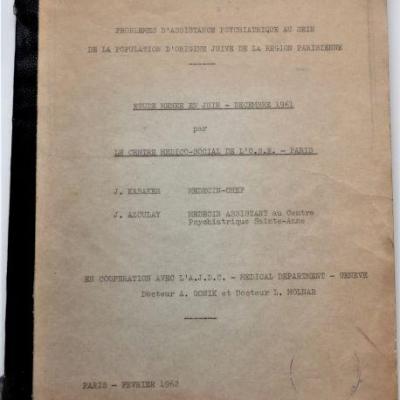 PROBLEMES D'ASSISTANCE PSYCHIATRIQUE AU SEIN
DE LA POPULATION D'ORIGINE JUIVE DE LA REGION PARISIENNE
ETUDE MENEE EN JUIN - DECEMBRE 1961
par
LE CENTRE MEDICO-SOCIAL DE L'O.S.E. - PARIS
J. KABAKER MEDECIN-CHEF
J. AZOULAY MEDECIN ASSISTANT au Centre
Psychiatrique Sainte-Anne
EN COOPERATION AVEC L'A.J.D.C. - MEDICAL DEPARTMENT - GENEVE
Docteur A. GONIK et Docteur L. MOLNAR
PARIS - FEVRIER 1962